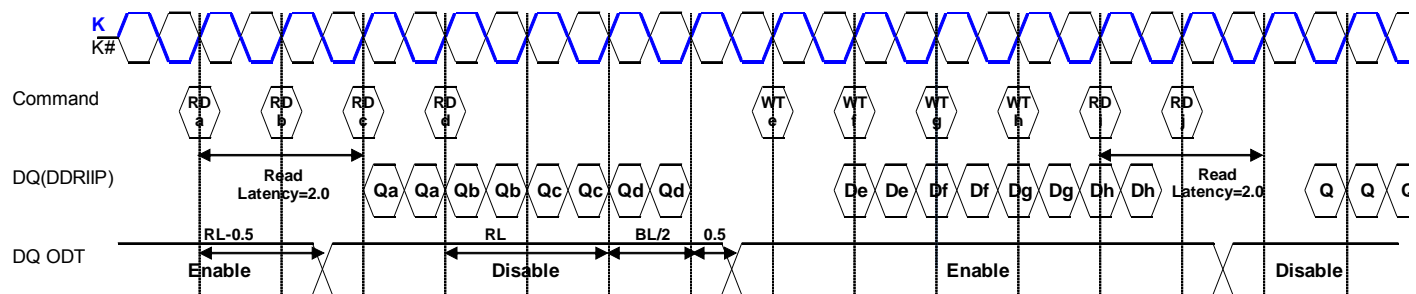 K
K#
Command RD a RD b RD c RD d WT e WT f WT g WT h RD i RD j
DQ(DDRIIP) Qa Qa Qb Qb Qc Qc Qd Qd De De Df Df Dg Dg Dh Dh Q Q Q
Read Latency=2.0 Read Latency=2.0
RL-0.5 RL BL/2 0.5
DQ ODT Enable Disable Enable Disable